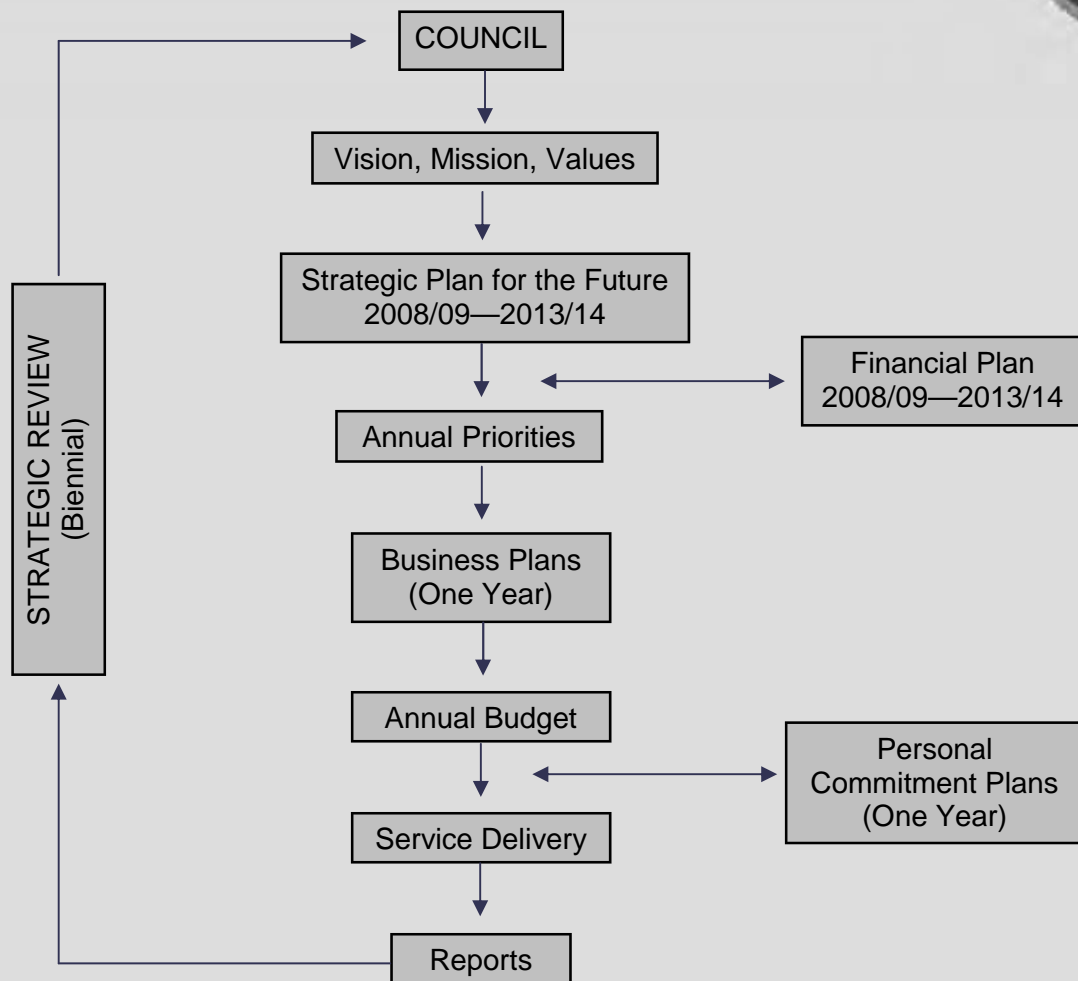 COUNCIL
Vision, Mission, Values
Strategic Plan for the Future
2008/09—2013/14
Financial Plan
2008/09—2013/14
Annual Priorities
STRATEGIC REVIEW
(Biennial)
Business Plans
(One Year)
Annual Budget
Personal
Commitment Plans
(One Year)
Service Delivery
Reports